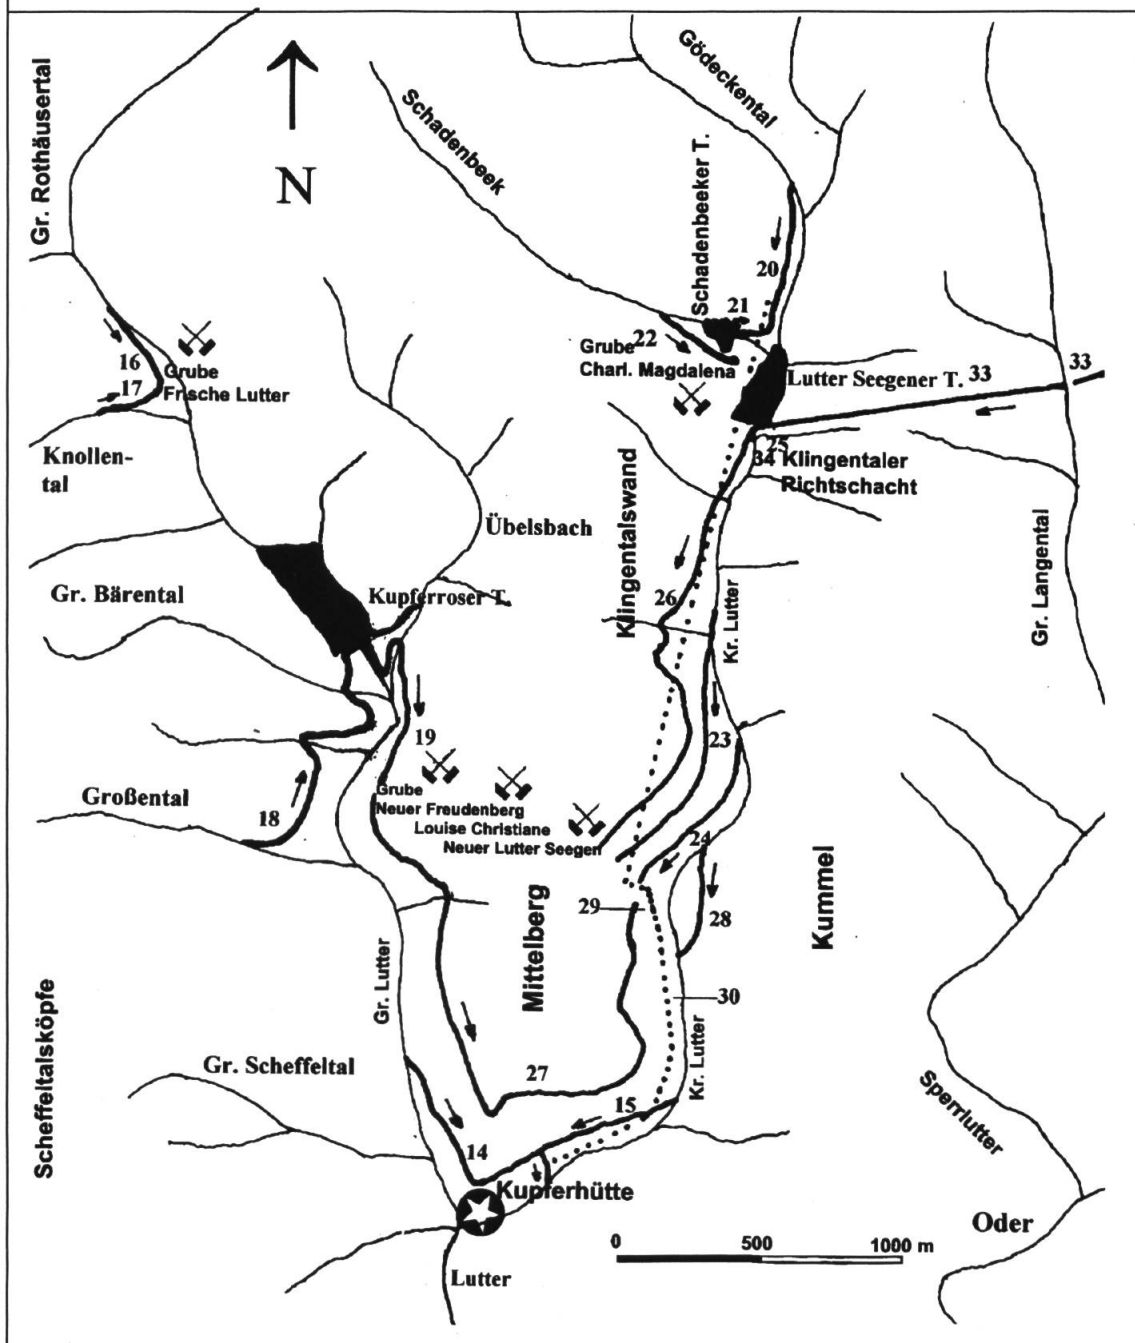 Gödeckental
Gr. Rothäusertal
Schadenbeek
N
Schadenbeeker T.
20
21
22
Grube
Charl. Magdalena
16
17
Grube
Frische Lutter
Lutter Seegener T.
33
33
Knollen-
tal
25
34 Klingentaler
Richtschacht
Klingentalswand
Übelsbach
Gr. Bärental
Kupferroser T.
26
Kr. Lutter
Gr. Langental
19
23
Grube
Neuer Freudenberg
Louise Christiane
Neuer Lutter Seegen
Großental
18
24
Mittelberg
29
28
Kummel
Gr. Lutter
30
Scheffeltalsköpfe
Gr. Scheffeltal
27
Kr. Lutter
15
14
Sperrlutter
Kupferhütte
Oder
0 500 1000 m
Lutter